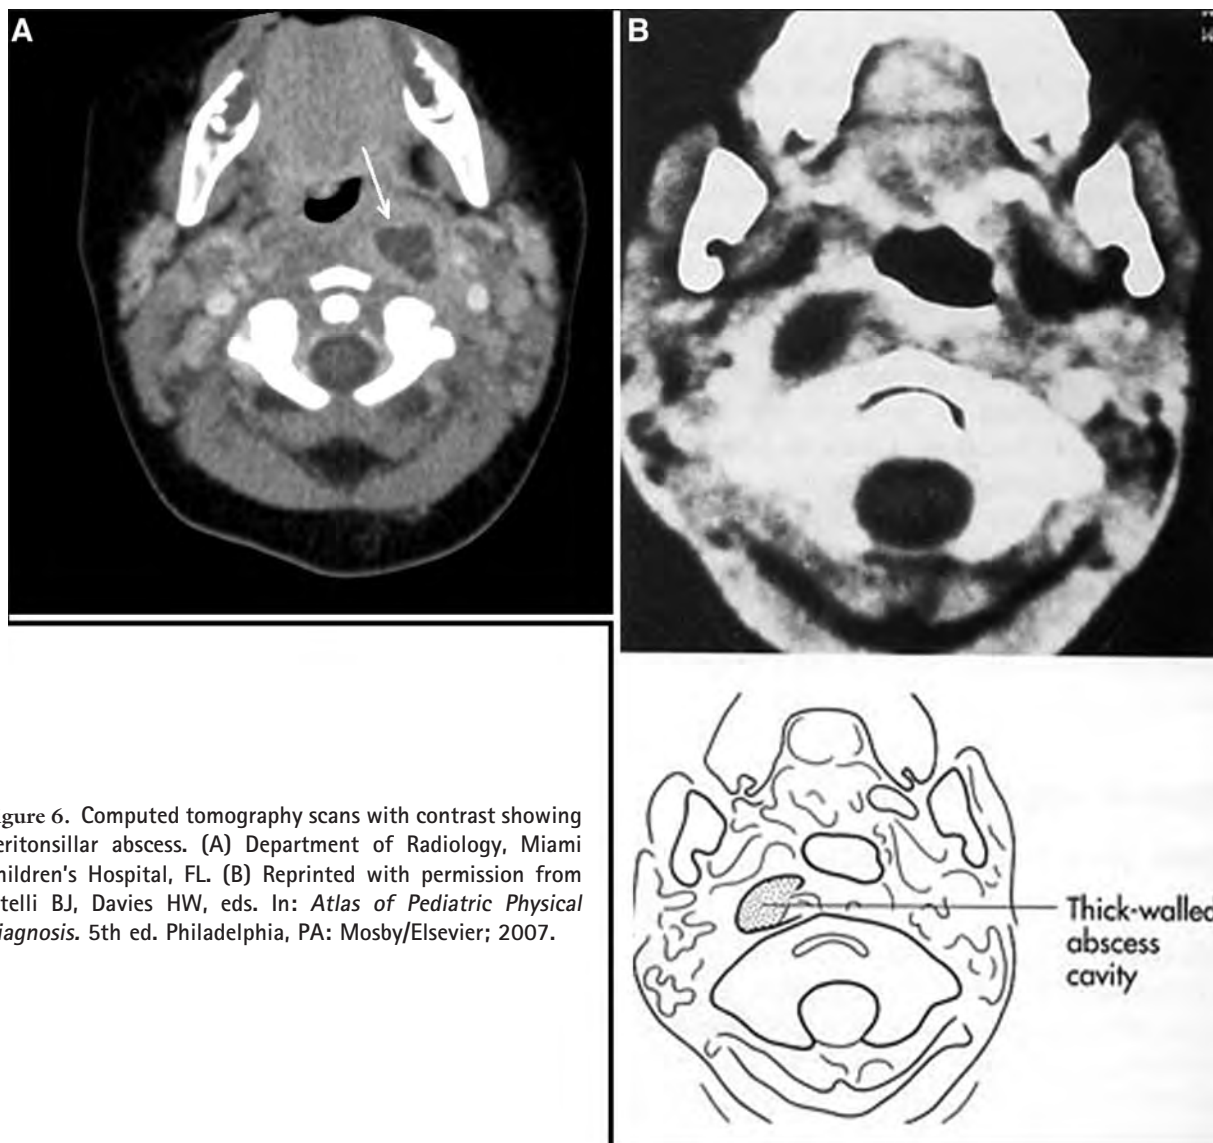 A
B
gure 6. Computed tomography scans with contrast showing
eritonsillar abscess. (A) Department of Radiology, Miami
hildren's Hospital, FL. (B) Reprinted with permission from
telli BJ, Davies HW, eds. In: Atlas of Pediatric Physical
iagnosis. 5th ed. Philadelphia, PA: Mosby/Elsevier; 2007.
Thick-walled
abscess
cavity